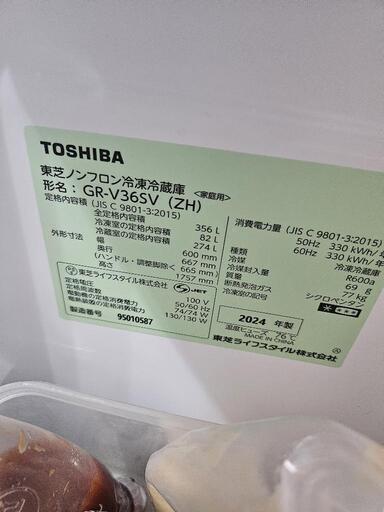 TOSHIBA
東芝ノンフロン冷凍冷蔵庫
形名：GR-V36SV (ZH) <家庭用>
定格内容積 (JIS C 9801-3:2015)
全定格内容積 356 L
冷凍室の定格内容積 82 L
冷蔵室の定格内容積 274 L
外形寸法 幅 600 mm
奥行 667 mm
(ハンドル・調整脚除く 665 mm)
高さ 1757 mm
東芝ライフスタイル株式会社 JET
定格電圧 100 V
定格周波数 50/60 Hz
電動機の定格消費電力 74/74 W
電熱装置の定格消費電力 130/130 W
製造番号 95010587
消費電力量 (JIS C 9801-3:2015)
50Hz 330 kWh/年
60Hz 330 kWh/年
種類 冷凍冷蔵庫
冷媒 R600a
冷媒封入量 69 g
断熱発泡ガス シクロペンタン
冷凍室の記号
2024 年製
温度ヒューズ 76℃
MADE IN CHINA
東芝ライフスタイル株式会社